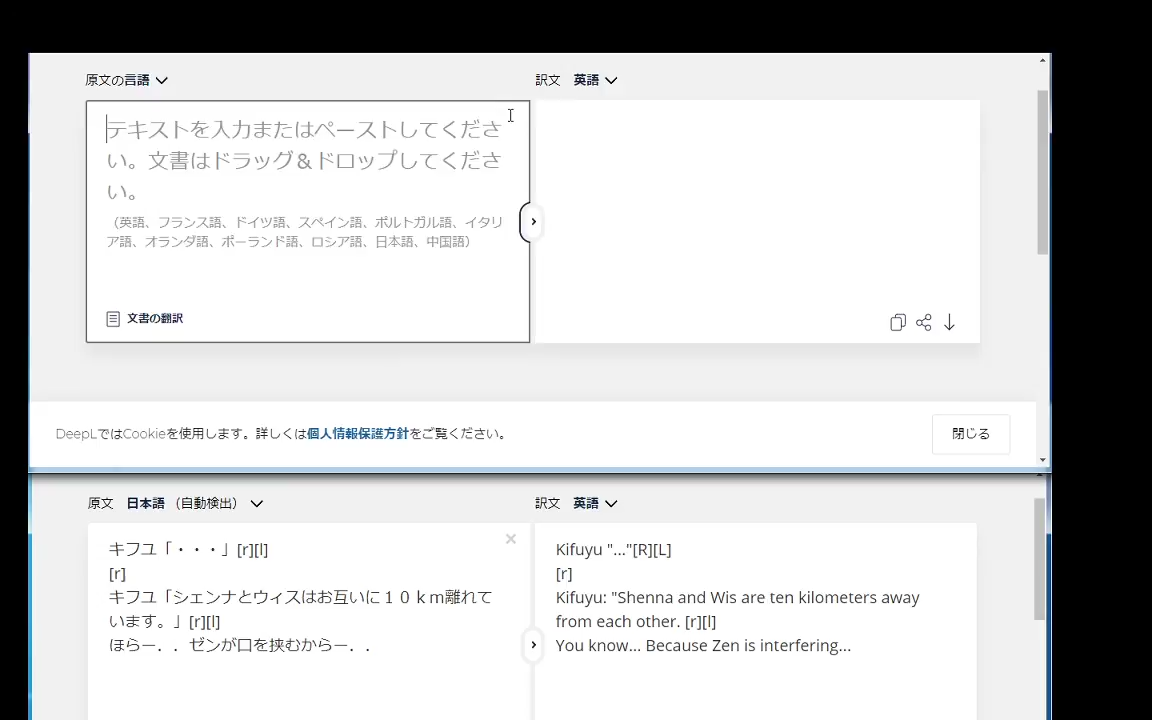 原文の言語
訳文 英語
テキストを入力またはペーストしてくださ
い。文書はドラッグ＆ドロップしてくださ
い。
（英語、フランス語、ドイツ語、スペイン語、ポルトガル語、イタリ
ア語、オランダ語、ポーランド語、ロシア語、日本語、中国語）
文書の翻訳
DeepLではCookieを使用します。詳しくは個人情報保護方針をご覧ください。
閉じる
原文 日本語 （自動検出）
訳文 英語
キフユ「・・・」[r][l]
[r]
キフユ「シェンナとウィスはお互いに１０ｋｍ離れて
います。」[r][l]
ほらー．．ゼンが口を挟むからー．．
Kifuyu "..."[R][L]
[r]
Kifuyu: "Shenna and Wis are ten kilometers away
from each other. [r][l]
You know... Because Zen is interfering...